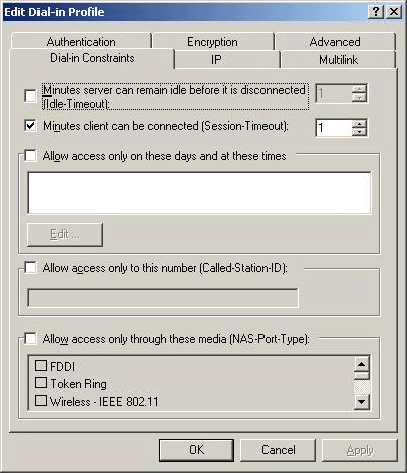 Edit Dial-in Profile
Authentication
Encryption
Advanced
Dial-in Constraints
IP
Multilink
Minutes server can remain idle before it is disconnected
(Idle-Timeout):
1
Minutes client can be connected (Session-Timeout):
1
Allow access only on these days and at these times
Edit ...
Allow access only to this number (Called-Station-ID):
Allow access only through these media (NAS-Port-Type):
FDDI
Token Ring
Wireless - IEEE 802.11
OK
Cancel
Apply